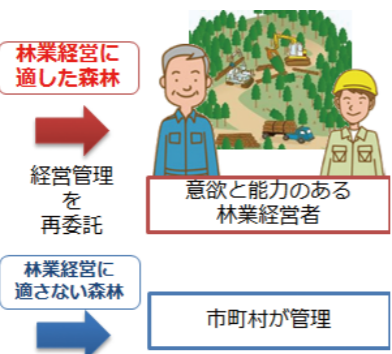 林業経営に
適した森林
経営管理
を
再委託
意欲と能力のある
林業経営者
林業経営に
適さない森林
市町村が管理